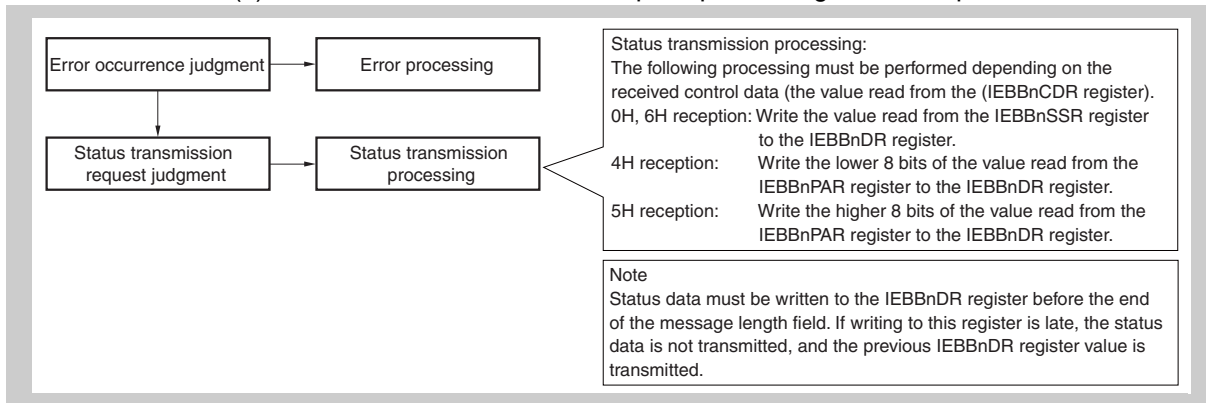 Error occurrence judgment
Error processing
Status transmission
request judgment
Status transmission
processing
Status transmission processing:
The following processing must be performed depending on the
received control data (the value read from the (IEBBnCDR register).
0H, 6H reception: Write the value read from the IEBBnSSR register
to the IEBBnDR register.
4H reception: Write the lower 8 bits of the value read from the
IEBBnPAR register to the IEBBnDR register.
5H reception: Write the higher 8 bits of the value read from the
IEBBnPAR register to the IEBBnDR register.
Note
Status data must be written to the IEBBnDR register before the end
of the message length field. If writing to this register is late, the status
data is not transmitted, and the previous IEBBnDR register value is
transmitted.